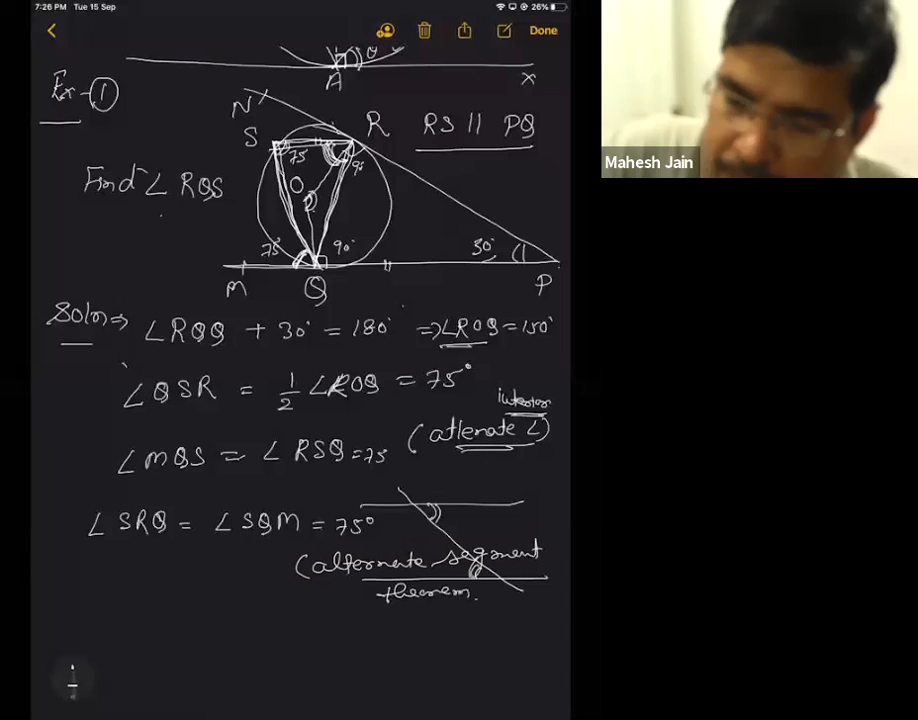 7:26 PM Tue 15 Sep 26%
Done
θ
A x
Ex-1
N
S R RS || PQ
Mahesh Jain
75 90
Find ∠ RQS O
75° 90° 30°
M Q P
Soln ⇒ ∠RQQ + 30° = 180° ⇒ ∠ROQ = 150°
∠QSR = 1/2 ∠ROQ = 75°
interior
∠MQS = ∠RSQ = 75 (atlenate ∠)
∠SRQ = ∠SQM = 75°
(alternate segment
theorem.